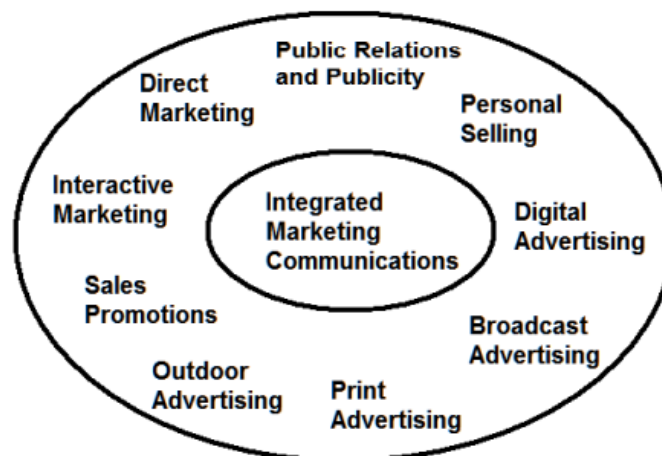 Public Relations
and Publicity
Direct
Marketing
Personal
Selling
Interactive
Marketing
Integrated
Marketing
Communications
Digital
Advertising
Sales
Promotions
Broadcast
Advertising
Outdoor
Advertising
Print
Advertising